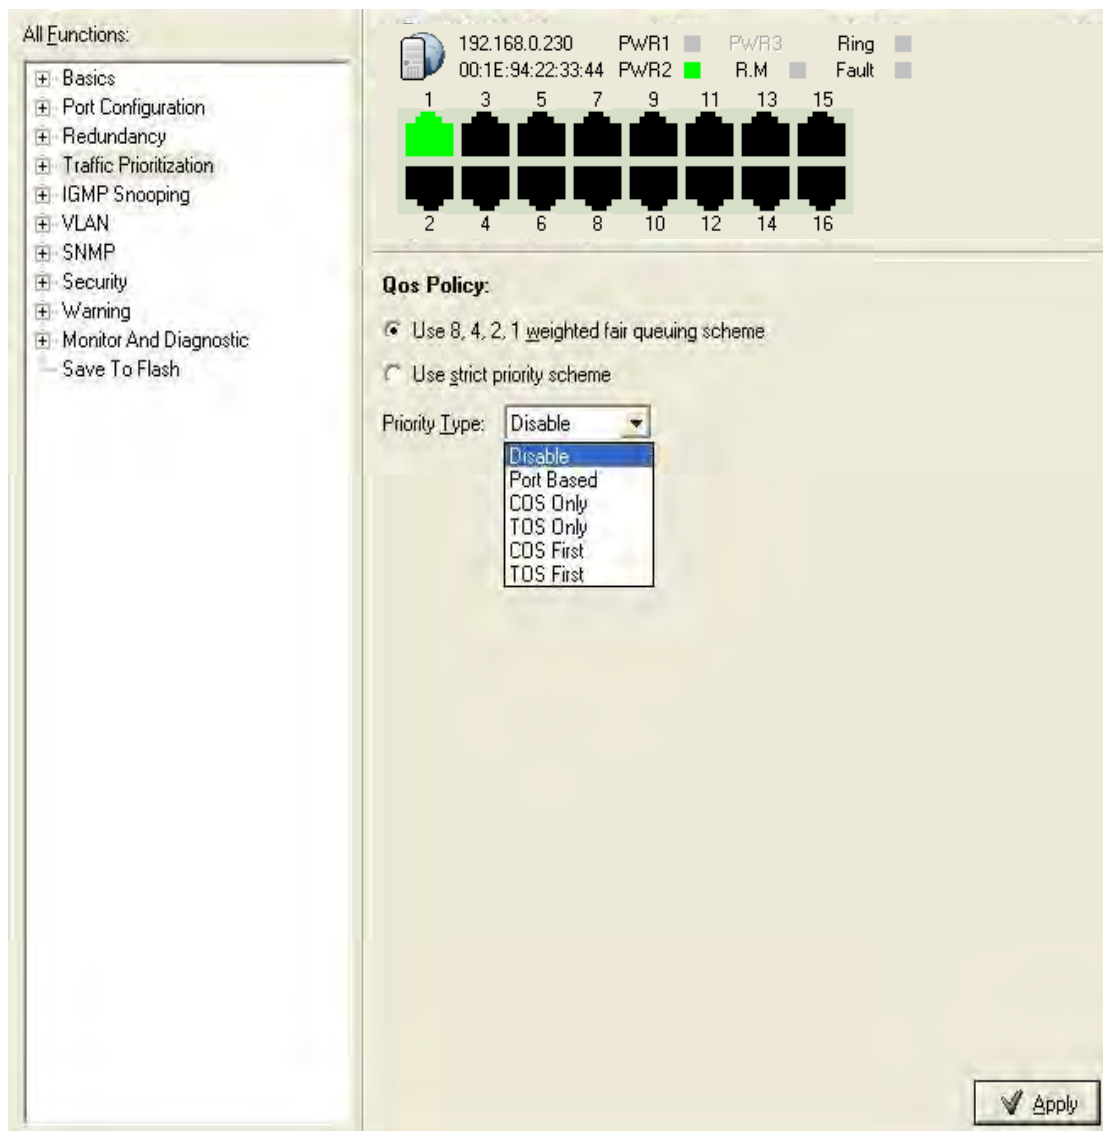 All Functions:
Basics
Port Configuration
Redundancy
Traffic Prioritization
IGMP Snooping
VLAN
SNMP
Security
Warning
Monitor And Diagnostic
Save To Flash
192.168.0.230 PWR1 PWR3 Ring
00:1E:94:22:33:44 PWR2 R.M Fault
1 3 5 7 9 11 13 15
2 4 6 8 10 12 14 16
Qos Policy:
Use 8, 4, 2, 1 weighted fair queuing scheme
Use strict priority scheme
Priority Type: Disable
Disable
Port Based
COS Only
TOS Only
COS First
TOS First
Apply